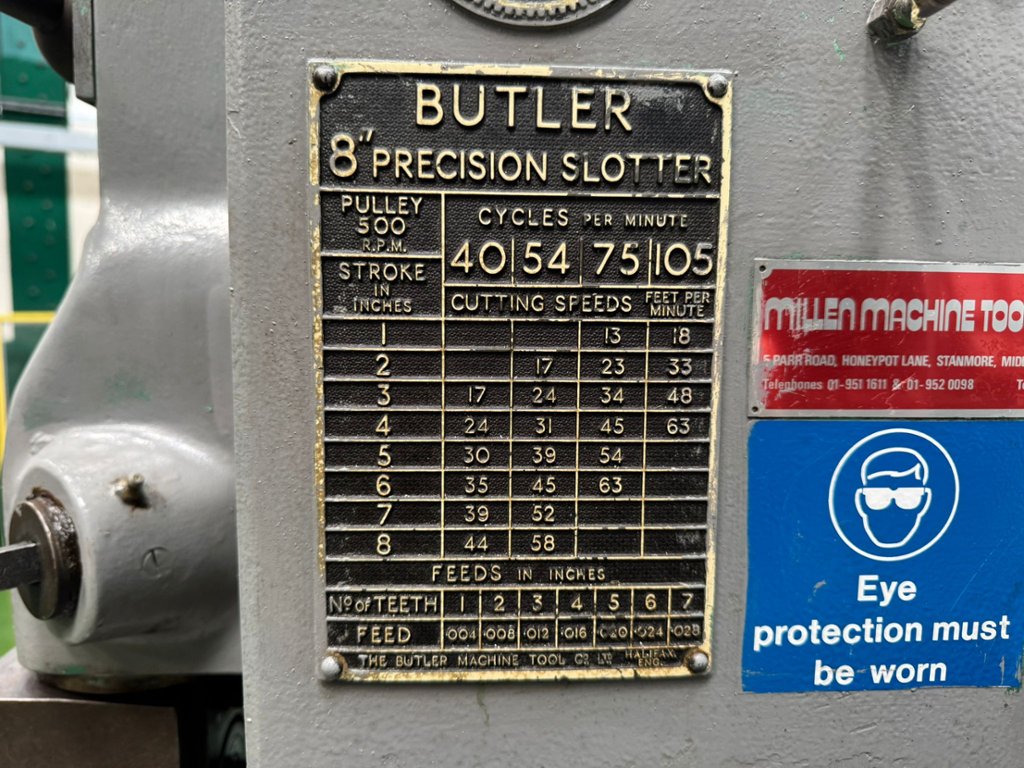 BUTLER
8" PRECISION SLOTTER
PULLEY 500 R.P.M.
CYCLES PER MINUTE
40 54 75 105
STROKE IN INCHES
CUTTING SPEEDS FEET PER MINUTE
1 13 18
2 17 23 33
3 17 24 34 48
4 24 31 45 63
5 30 39 54
6 35 45 63
7 39 52
8 44 58
FEEDS IN INCHES
Nº OF TEETH 1 2 3 4 5 6 7
FEED ·004 ·008 ·012 ·016 ·020 ·024 ·028
THE BUTLER MACHINE TOOL Cº LTD HALIFAX, ENG.
MILLEN MACHINE TOO
5 PARR ROAD, HONEYPOT LANE, STANMORE, MID
Telephones 01-951 1611 & 01-952 0098
Eye
protection must
be worn